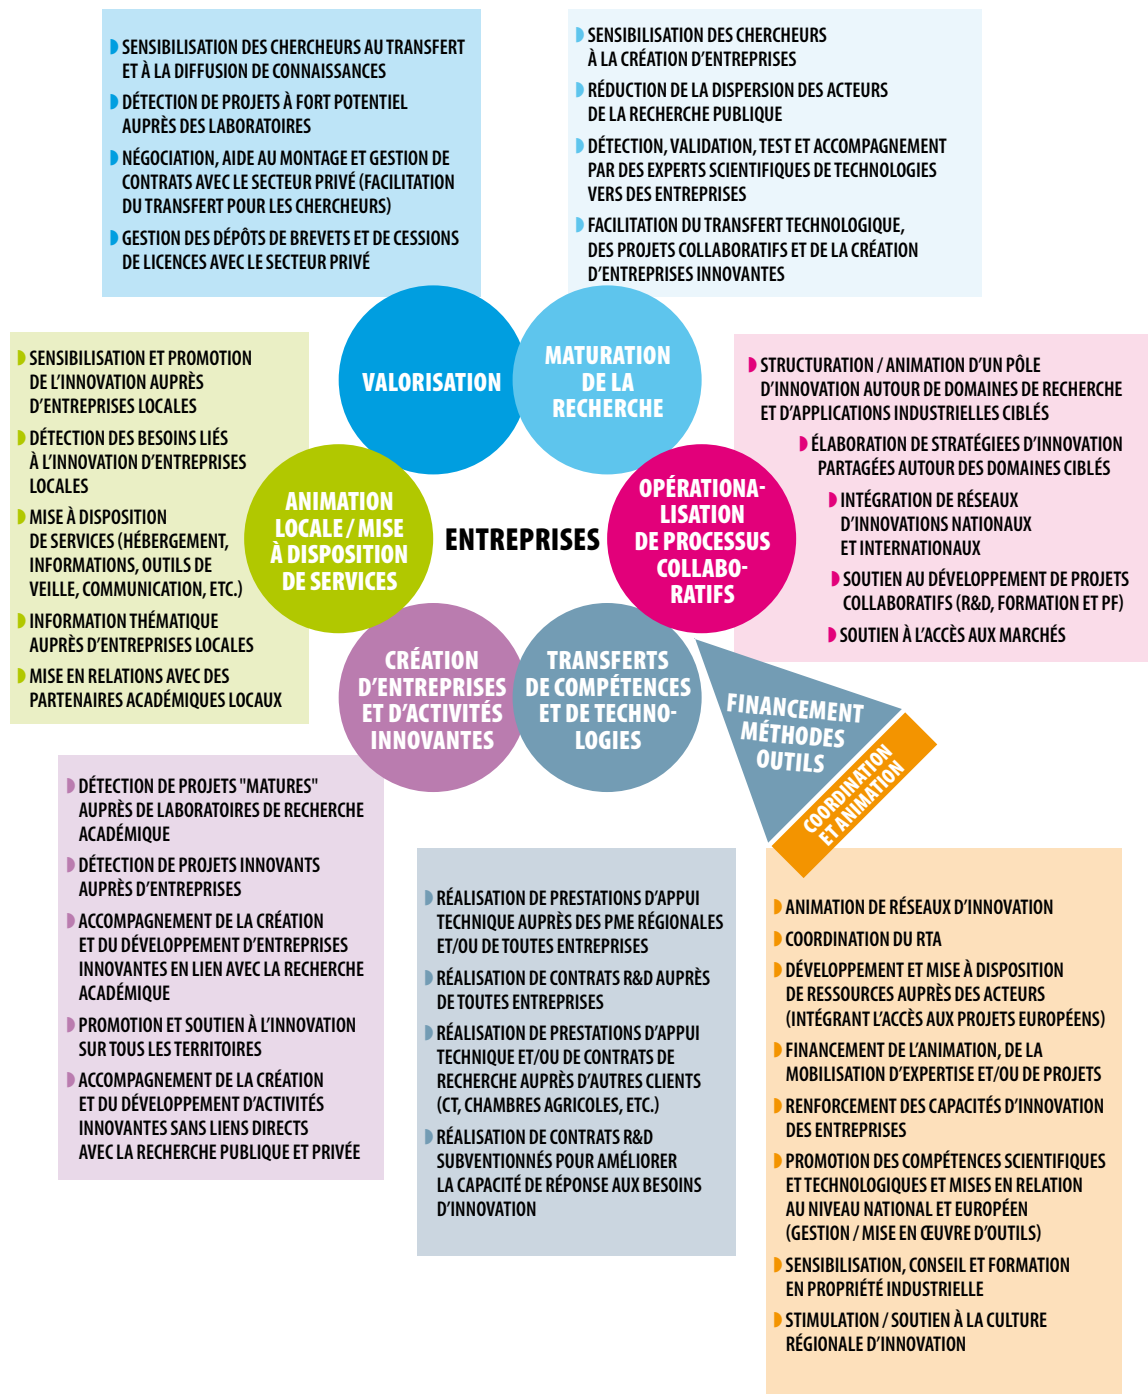 SENSIBILISATION DES CHERCHEURS AU TRANSFERT
ET À LA DIFFUSION DE CONNAISSANCES
DÉTECTION DE PROJETS À FORT POTENTIEL
AUPRÈS DES LABORATOIRES
NÉGOCIATION, AIDE AU MONTAGE ET GESTION DE
CONTRATS AVEC LE SECTEUR PRIVÉ (FACILITATION
DU TRANSFERT POUR LES CHERCHEURS)
GESTION DES DÉPÔTS DE BREVETS ET DE CESSIONS
DE LICENCES AVEC LE SECTEUR PRIVÉ
SENSIBILISATION DES CHERCHEURS
À LA CRÉATION D'ENTREPRISES
RÉDUCTION DE LA DISPERSION DES ACTEURS
DE LA RECHERCHE PUBLIQUE
DÉTECTION, VALIDATION, TEST ET ACCOMPAGNEMENT
PAR DES EXPERTS SCIENTIFIQUES DE TECHNOLOGIES
VERS DES ENTREPRISES
FACILITATION DU TRANSFERT TECHNOLOGIQUE,
DES PROJETS COLLABORATIFS ET DE LA CRÉATION
D'ENTREPRISES INNOVANTES
VALORISATION
MATURATION
DE LA
RECHERCHE
SENSIBILISATION ET PROMOTION
DE L'INNOVATION AUPRÈS
D'ENTREPRISES LOCALES
DÉTECTION DES BESOINS LIÉS
À L'INNOVATION D'ENTREPRISES
LOCALES
MISE À DISPOSITION
DE SERVICES (HÉBERGEMENT,
INFORMATIONS, OUTILS DE
VEILLE, COMMUNICATION, ETC.)
INFORMATION THÉMATIQUE
AUPRÈS D'ENTREPRISES LOCALES
MISE EN RELATIONS AVEC DES
PARTENAIRES ACADÉMIQUES LOCAUX
ANIMATION
LOCALE / MISE
À DISPOSITION
DE SERVICES
ENTREPRISES
OPÉRATIONA-
LISATION
DE PROCESSUS
COLLABO-
RATIFS
STRUCTURATION / ANIMATION D'UN PÔLE
D'INNOVATION AUTOUR DE DOMAINES DE RECHERCHE
ET D'APPLICATIONS INDUSTRIELLES CIBLÉS
ÉLABORATION DE STRATÉGIEES D'INNOVATION
PARTAGÉES AUTOUR DES DOMAINES CIBLÉS
INTÉGRATION DE RÉSEAUX
D'INNOVATIONS NATIONAUX
ET INTERNATIONAUX
SOUTIEN AU DÉVELOPPEMENT DE PROJETS
COLLABORATIFS (R&D, FORMATION ET PF)
SOUTIEN À L'ACCÈS AUX MARCHÉS
CRÉATION
D'ENTREPRISES
ET D'ACTIVITÉS
INNOVANTES
TRANSFERTS
DE COMPÉTENCES
ET DE TECHNO-
LOGIES
FINANCEMENT
MÉTHODES
OUTILS
COORDINATION
ET ANIMATION
DÉTECTION DE PROJETS "MATURES"
AUPRÈS DE LABORATOIRES DE RECHERCHE
ACADÉMIQUE
DÉTECTION DE PROJETS INNOVANTS
AUPRÈS D'ENTREPRISES
ACCOMPAGNEMENT DE LA CRÉATION
ET DU DÉVELOPPEMENT D'ENTREPRISES
INNOVANTES EN LIEN AVEC LA RECHERCHE
ACADÉMIQUE
PROMOTION ET SOUTIEN À L'INNOVATION
SUR TOUS LES TERRITOIRES
ACCOMPAGNEMENT DE LA CRÉATION
ET DU DÉVELOPPEMENT D'ACTIVITÉS
INNOVANTES SANS LIENS DIRECTS
AVEC LA RECHERCHE PUBLIQUE ET PRIVÉE
RÉALISATION DE PRESTATIONS D'APPUI
TECHNIQUE AUPRÈS DES PME RÉGIONALES
ET/OU DE TOUTES ENTREPRISES
RÉALISATION DE CONTRATS R&D AUPRÈS
DE TOUTES ENTREPRISES
RÉALISATION DE PRESTATIONS D'APPUI
TECHNIQUE ET/OU DE CONTRATS DE
RECHERCHE AUPRÈS D'AUTRES CLIENTS
(CT, CHAMBRES AGRICOLES, ETC.)
RÉALISATION DE CONTRATS R&D
SUBVENTIONNÉS POUR AMÉLIORER
LA CAPACITÉ DE RÉPONSE AUX BESOINS
D'INNOVATION
ANIMATION DE RÉSEAUX D'INNOVATION
COORDINATION DU RTA
DÉVELOPPEMENT ET MISE À DISPOSITION
DE RESSOURCES AUPRÈS DES ACTEURS
(INTÉGRANT L'ACCÈS AUX PROJETS EUROPÉENS)
FINANCEMENT DE L'ANIMATION, DE LA
MOBILISATION D'EXPERTISE ET/OU DE PROJETS
RENFORCEMENT DES CAPACITÉS D'INNOVATION
DES ENTREPRISES
PROMOTION DES COMPÉTENCES SCIENTIFIQUES
ET TECHNOLOGIQUES ET MISES EN RELATION
AU NIVEAU NATIONAL ET EUROPÉEN
(GESTION / MISE EN ŒUVRE D'OUTILS)
SENSIBILISATION, CONSEIL ET FORMATION
EN PROPRIÉTÉ INDUSTRIELLE
STIMULATION / SOUTIEN À LA CULTURE
RÉGIONALE D'INNOVATION